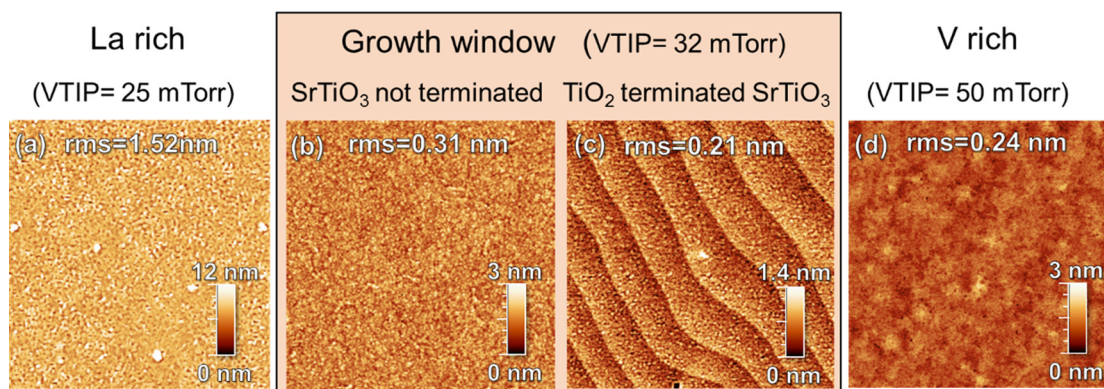 La rich
(VTIP= 25 mTorr)
Growth window (VTIP= 32 mTorr)
SrTiO₃ not terminated
TiO₂ terminated SrTiO₃
V rich
(VTIP= 50 mTorr)
(a) rms=1.52nm
12 nm
0 nm
(b) rms=0.31 nm
3 nm
0 nm
(c) rms=0.21 nm
1.4 nm
0 nm
(d) rms=0.24 nm
3 nm
0 nm